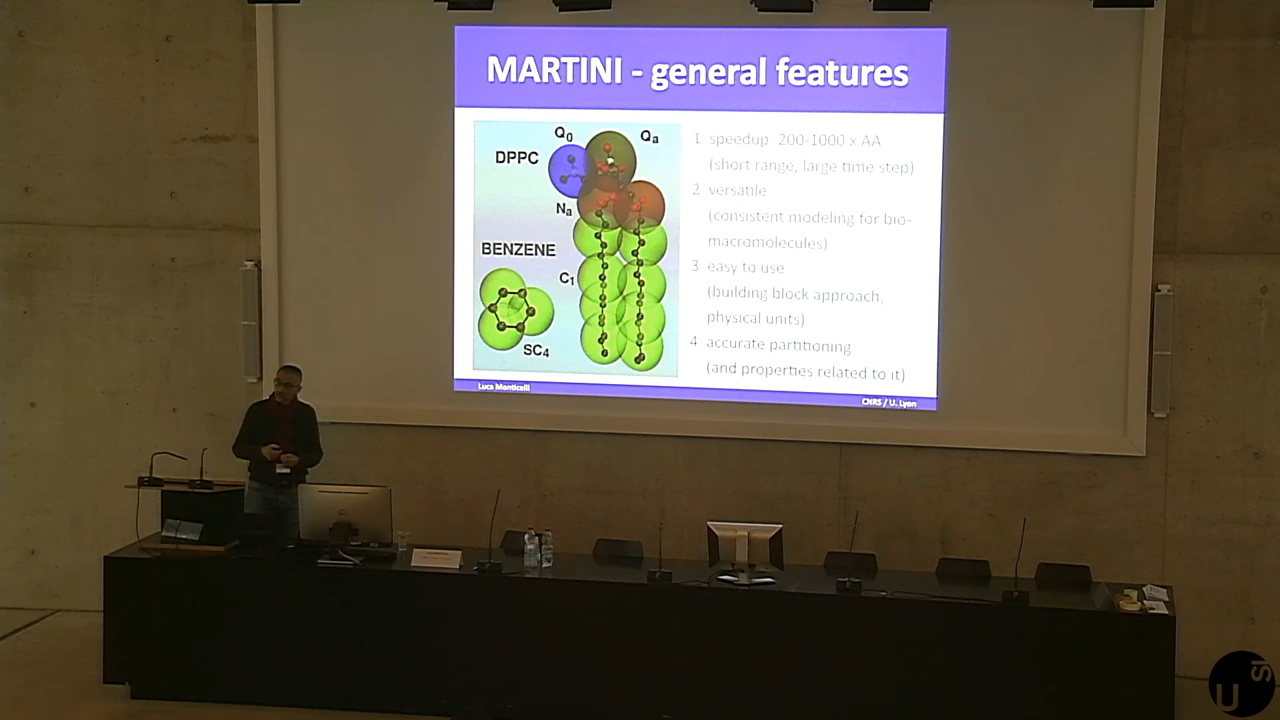 MARTINI - general features
Q0
Qa
DPPC
Na
BENZENE
C1
SC4
1 speedup 200-1000 x AA
(short range, large time step)
2 versatile
(consistent modeling for bio-
macromolecules)
3 easy to use
(building block approach,
physical units)
4 accurate partitioning
(and properties related to it)
Luca Monticelli
CNRS / U. Lyon
U
SI